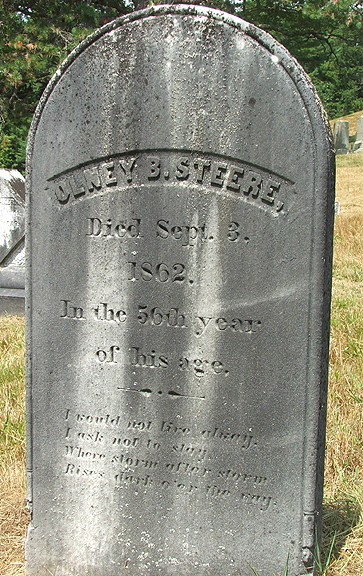 OLNEY B. STEERE,
Died Sept. 3,
1862.
In the 56th year
of his age.
I would not live alway,
I ask not to stay,
Where storm after storm
Rises dark o'er the way.